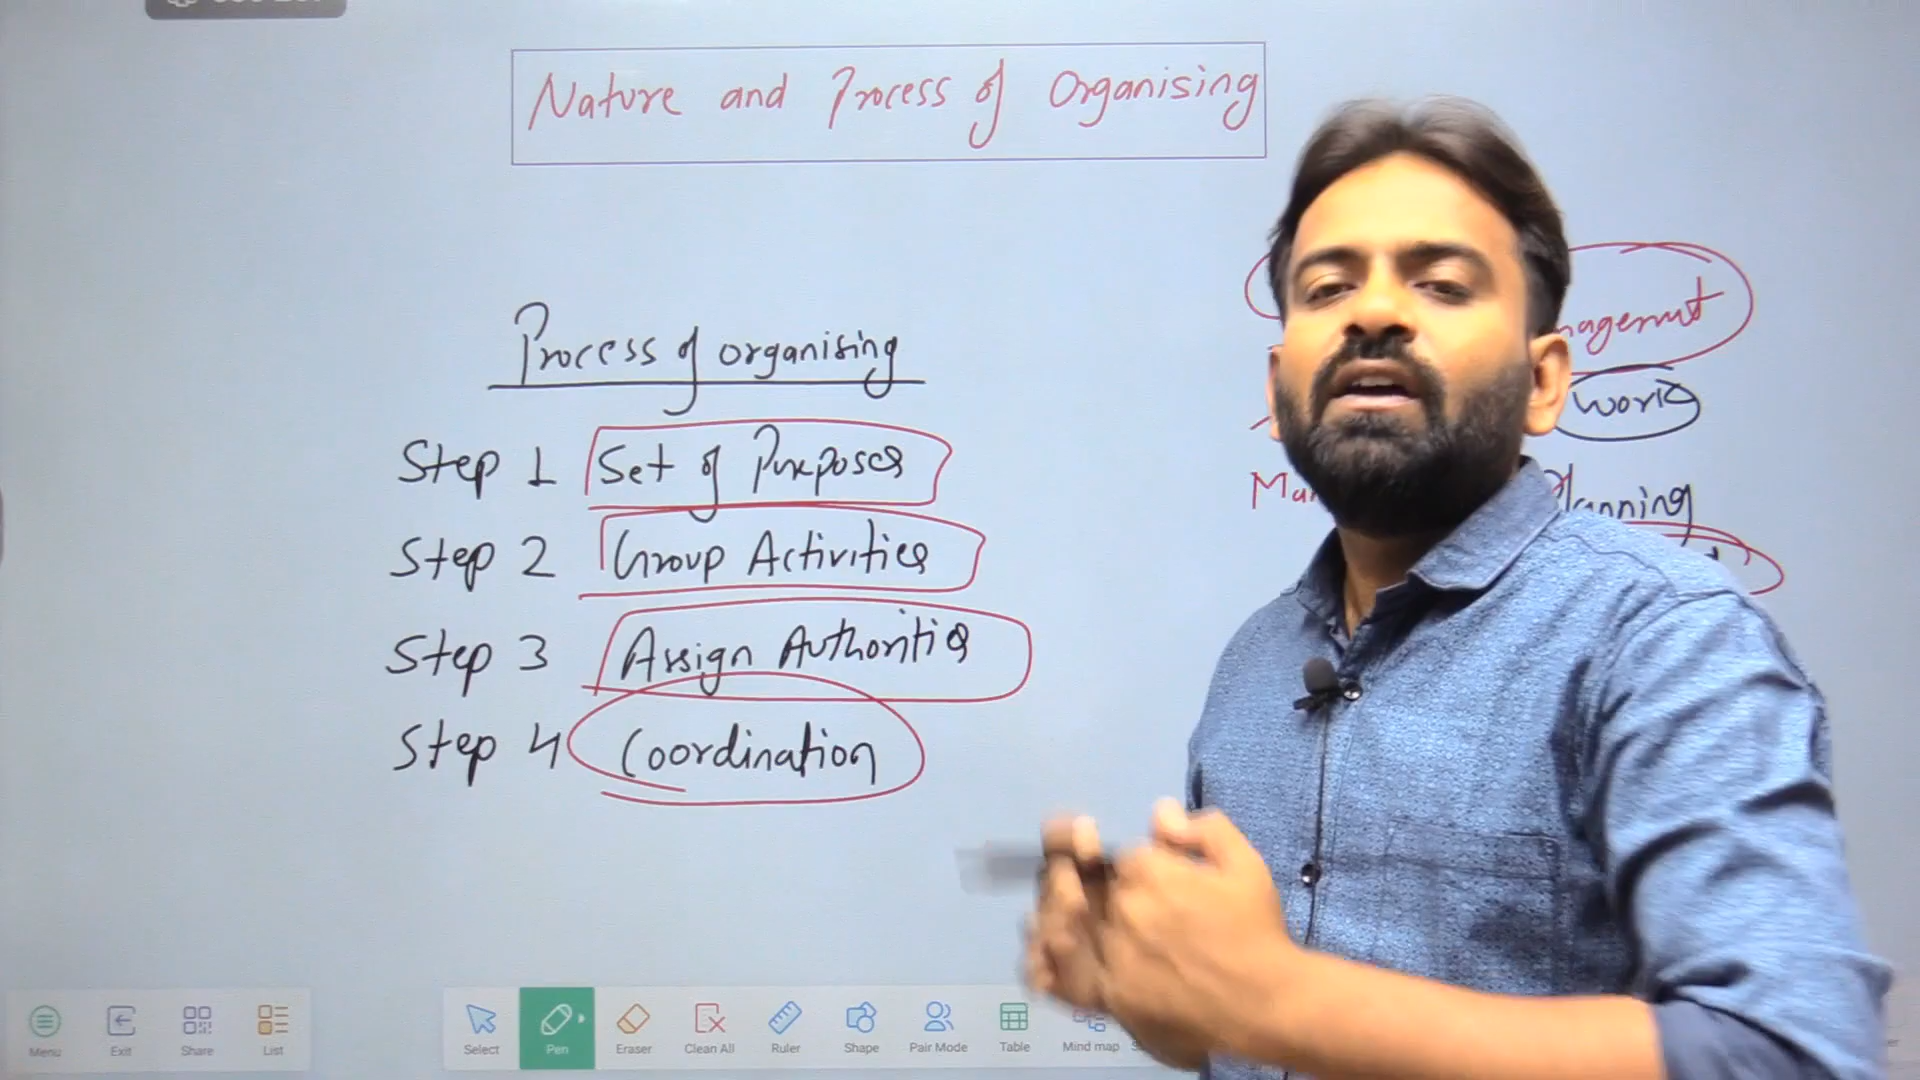 Nature and Process of Organising
Process of organising
Step 1 Set of Purposes
Step 2 Group Activities
Step 3 Assign Authorities
Step 4 Coordination
work
Planning
Menu
Exit
Share
List
Select
Pen
Eraser
Clean All
Ruler
Shape
Pair Mode
Table
Mind map